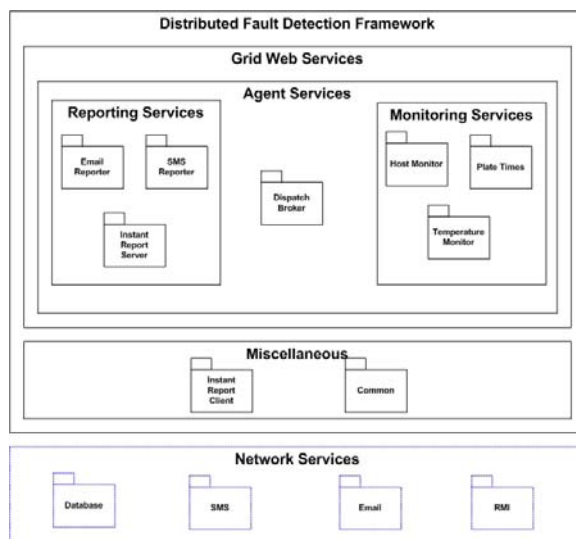 Distributed Fault Detection Framework
Grid Web Services
Agent Services
Reporting Services
Email
Reporter
SMS
Reporter
Instant
Report
Server
Dispatch
Broker
Monitoring Services
Host Monitor
Plate Times
Temperature
Monitor
Miscellaneous
Instant
Report
Client
Common
Network Services
Database
SMS
Email
RMI